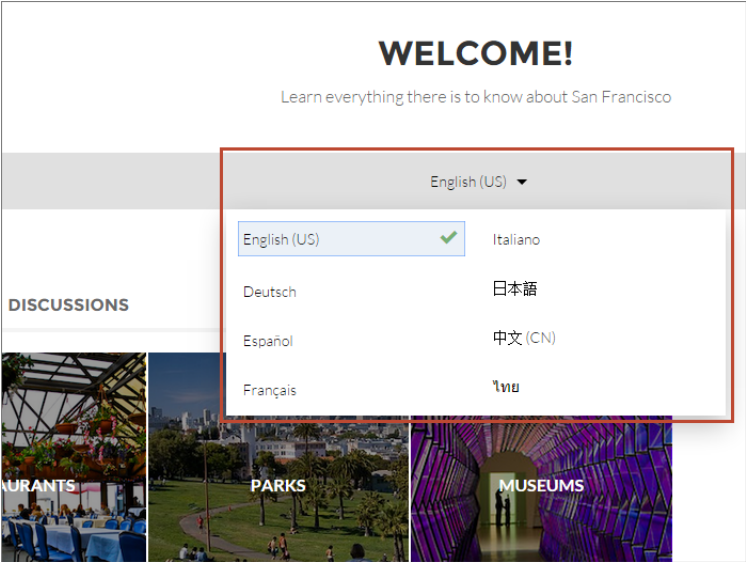 WELCOME!
Learn everything there is to know about San Francisco
English (US)
English (US)
Italiano
Deutsch
日本語
Español
中文 (CN)
Français
ไทย
DISCUSSIONS
AURANTS
PARKS
MUSEUMS